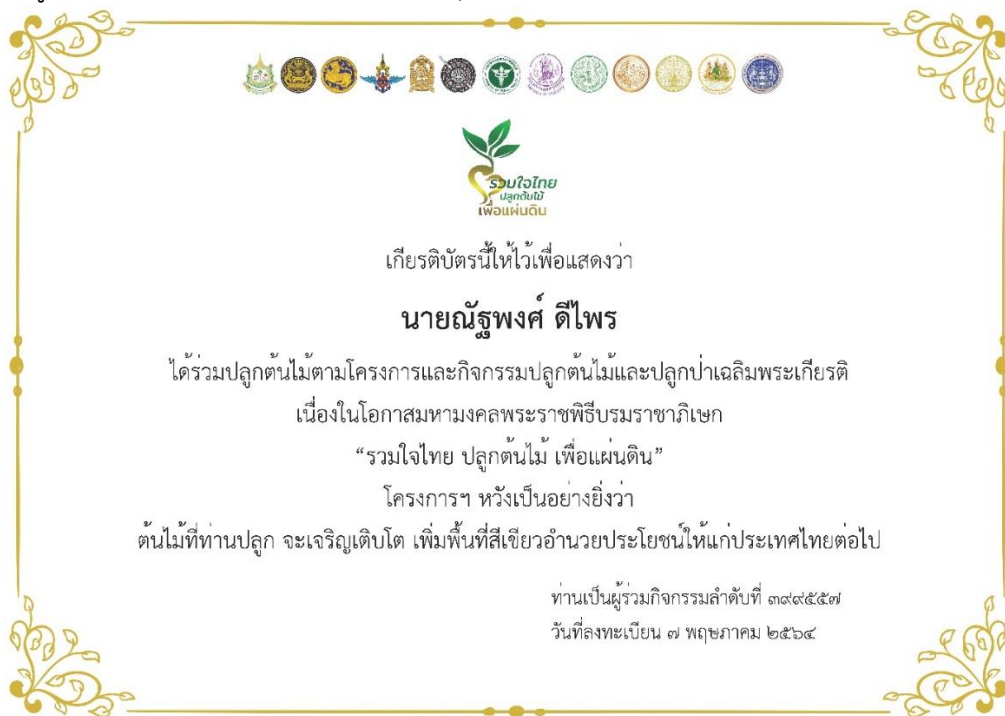 รวมใจไทย
ปลูกต้นไม้
เพื่อแผ่นดิน
เกียรติบัตรนี้ให้ไว้เพื่อแสดงว่า
นายณัฐพงศ์ ดีไพร
ได้ร่วมปลูกต้นไม้ตามโครงการและกิจกรรมปลูกต้นไม้และปลูกป่าเฉลิมพระเกียรติ
เนื่องในโอกาสมหามงคลพระราชพิธีบรมราชาภิเษก
“รวมใจไทย ปลูกต้นไม้ เพื่อแผ่นดิน”
โครงการฯ หวังเป็นอย่างยิ่งว่า
ต้นไม้ที่ท่านปลูก จะเจริญเติบโต เพิ่มพื้นที่สีเขียวอำนวยประโยชน์ให้แก่ประเทศไทยต่อไป
ท่านเป็นผู้ร่วมกิจกรรมลำดับที่ ๓๙๙๕๕๗
วันที่ลงทะเบียน ๗ พฤษภาคม ๒๕๖๔